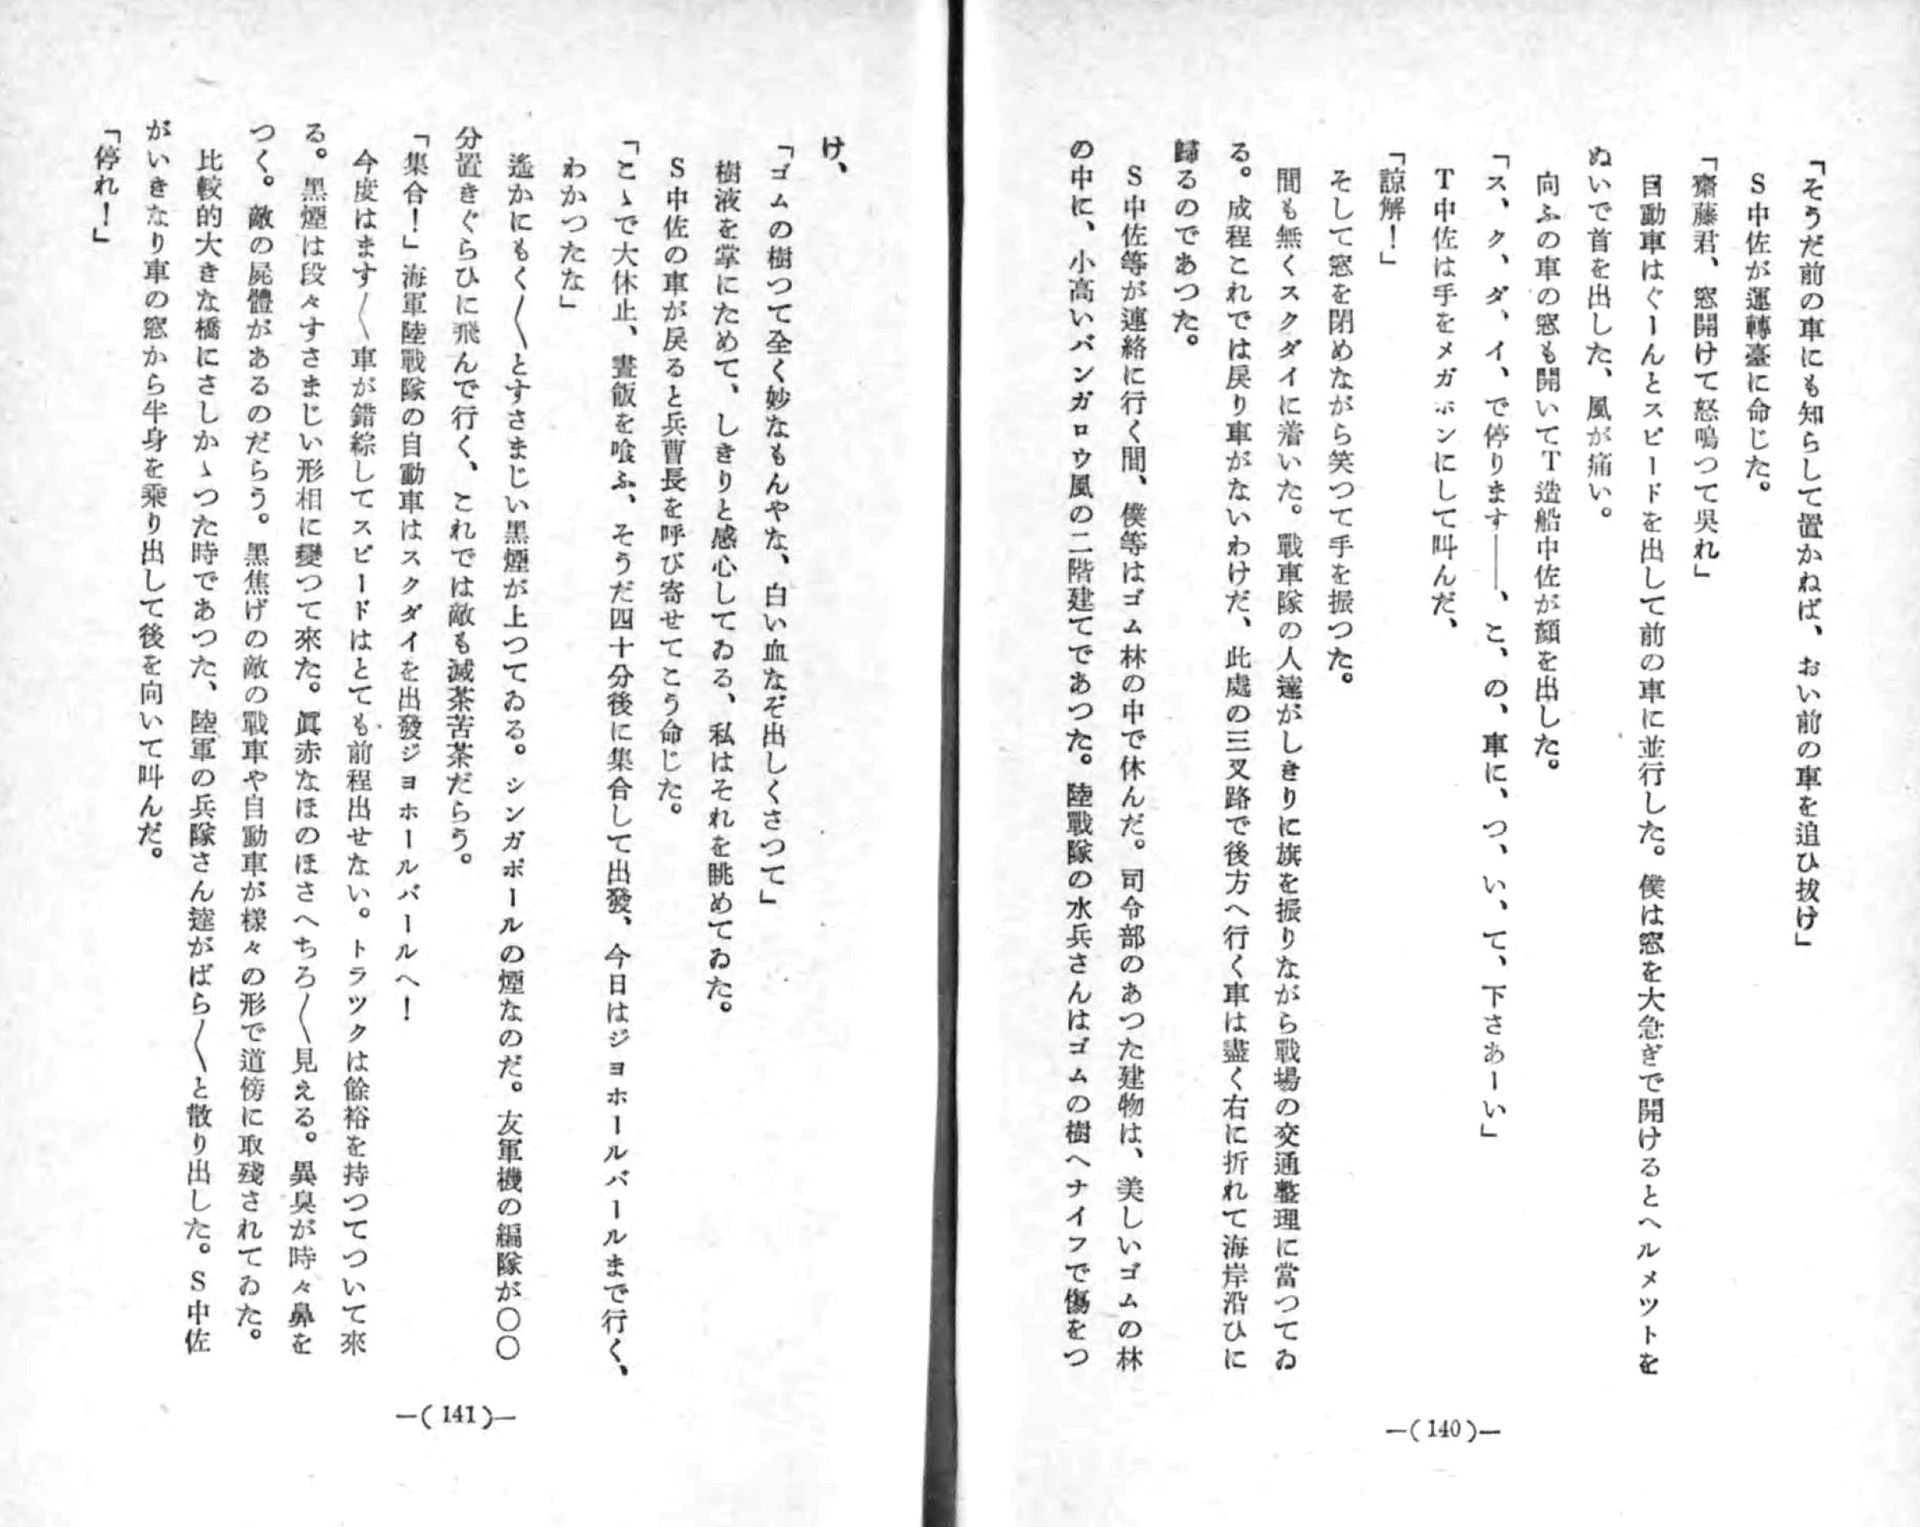 「そうだ前の車にも知らして置かねば、おい前の車を追ひ拔け」
S中佐が運轉臺に命じた。
「齋藤君、窓開けて怒鳴つて呉れ」
自動車はぐーんとスピードを出して前の車に並行した。僕は窓を大急ぎで開けるとヘルメツトを
ぬいで首を出した、風が痛い。
向ふの車の窓も開いてT造船中佐が顏を出した。
「ス、ク、ダ、イ、で停ります——、こ、の、車に、つ、い、て、下さあーい」
T中佐は手をメガホンにして叫んだ、
「諒解！」
そして窓を閉めながら笑つて手を振つた。
間も無くスクダイに着いた。戰車隊の人達がしきりに旗を振りながら戰場の交通整理に當つてゐ
る。成程これでは戻り車がないわけだ、此處の三叉路で後方へ行く車は盡く右に折れて海岸沿ひに
歸るのであつた。
S中佐等が連絡に行く間、僕等はゴム林の中で休んだ。司令部のあつた建物は、美しいゴムの林
の中に、小高いバンガロウ風の二階建てであつた。陸戰隊の水兵さんはゴムの樹へナイフで傷をつ
—( 140 )—
け、
「ゴムの樹つて全く妙なもんやな、白い血なぞ出しくさつて」
樹液を掌にためて、しきりと感心してゐる、私はそれを眺めてゐた。
S中佐の車が戻ると兵曹長を呼び寄せてこう命じた。
「こゝで大休止、晝飯を喰ふ、そうだ四十分後に集合して出發、今日はジヨホールバールまで行く、
わかつたな」
遙かにもく〳〵とすさまじい黑煙が上つてゐる。シンガポールの煙なのだ。友軍機の編隊が〇〇
分置きぐらひに飛んで行く、これでは敵も滅茶苦茶だらう。
「集合！」海軍陸戰隊の自動車はスクダイを出發ジヨホールバールへ！
今度はます〳〵車が錯綜してスピードはとても前程出せない。トラツクは餘裕を持つてついて來
る。黑煙は段々すさまじい形相に變つて來た。眞赤なほのほさへちろ〳〵見える。異臭が時々鼻を
つく。敵の屍體があるのだらう。黑焦げの敵の戰車や自動車が樣々の形で道傍に取殘されてゐた。
比較的大きな橋にさしかゝつた時であつた、陸軍の兵隊さん達がばら〳〵と散り出した。S中佐
がいきなり車の窓から半身を乘り出して後を向いて叫んだ。
「停れ！」
—( 141 )—